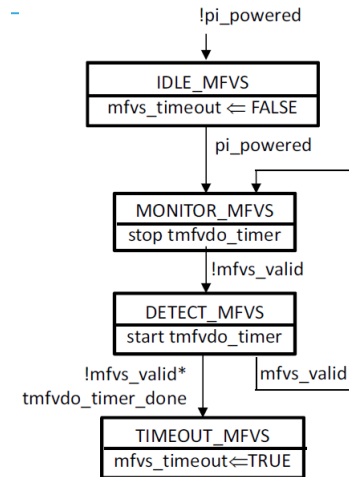 !pi_powered
IDLE_MFVS
mfvs_timeout ⇐ FALSE
pi_powered
MONITOR_MFVS
stop tmfvdo_timer
!mfvs_valid
DETECT_MFVS
start tmfvdo_timer
!mfvs_valid*
tmfvdo_timer_done
mfvs_valid
TIMEOUT_MFVS
mfvs_timeout⇐TRUE